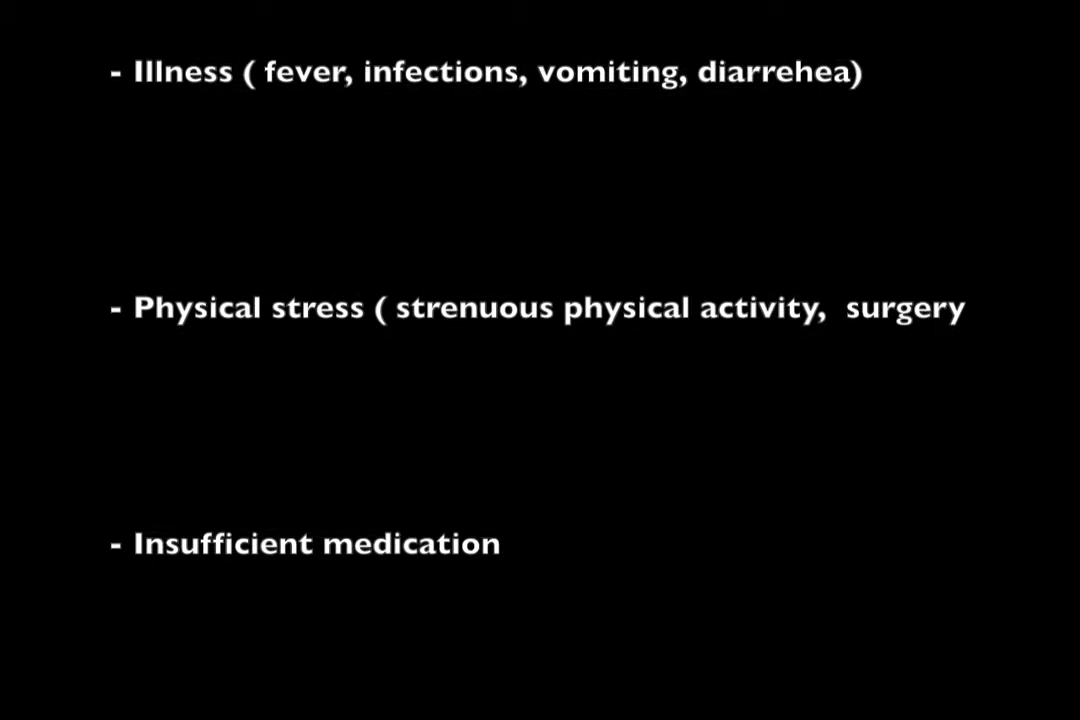 - Illness ( fever, infections, vomiting, diarrehea)
- Physical stress ( strenuous physical activity,  surgery
- Insufficient medication